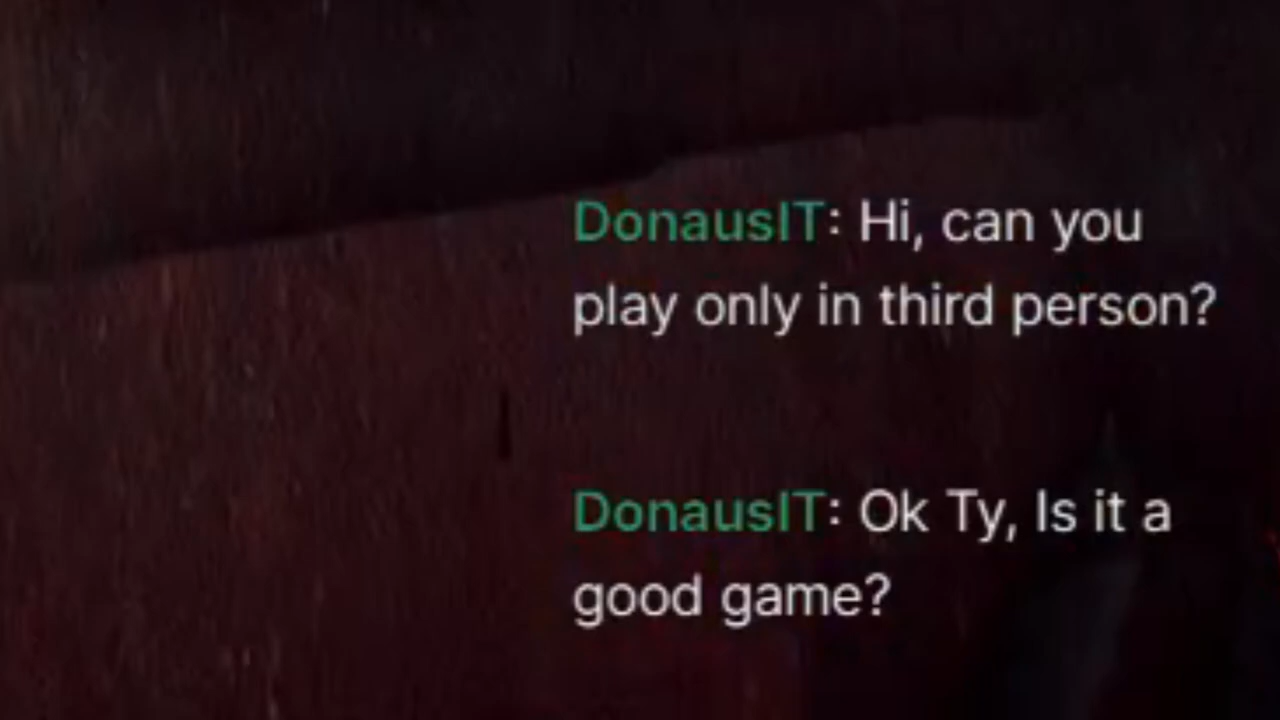 DonausIT: Hi, can you
play only in third person?
DonausIT: Ok Ty, Is it a
good game?